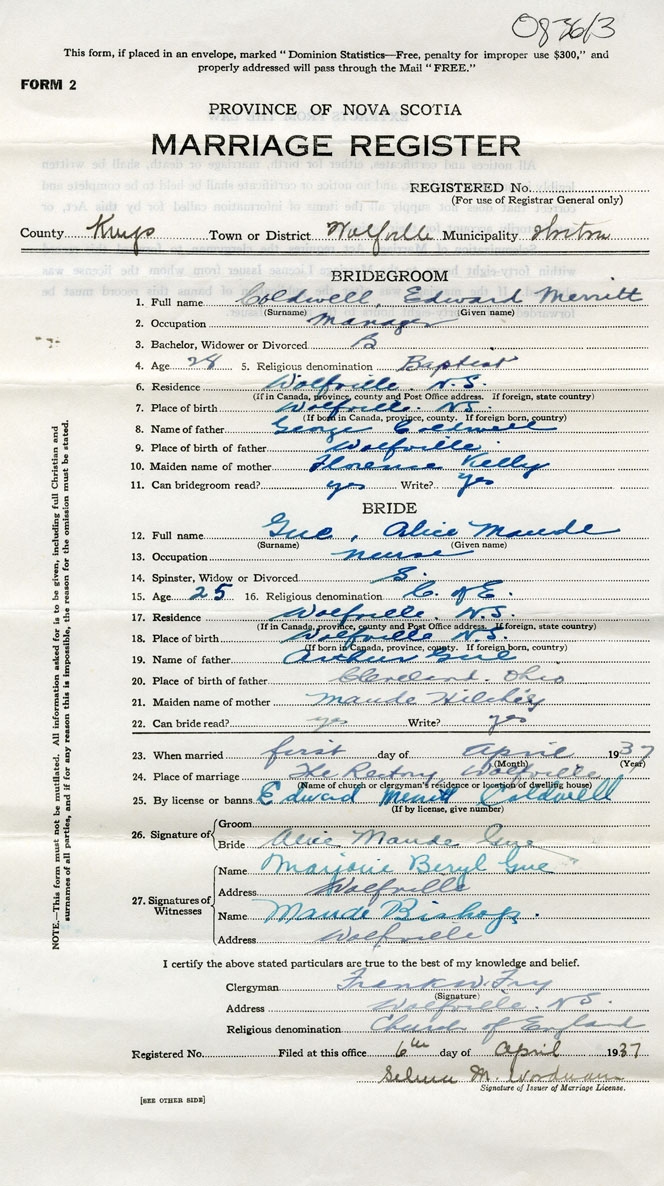 083613
This form, if placed in an envelope, marked “Dominion Statistics—Free, penalty for improper use $300,” and
properly addressed will pass through the Mail “FREE.”
FORM 2
PROVINCE OF NOVA SCOTIA
MARRIAGE REGISTER
REGISTERED No.
(For use of Registrar General only)
County Kings Town or District Wolfville Municipality Horton
BRIDEGROOM
1. Full name Coldwell, Edward Merritt
(Surname) (Given name)
2. Occupation Manager
3. Bachelor, Widower or Divorced B
4. Age 28 5. Religious denomination Baptist
6. Residence Wolfville. N.S.
(If in Canada, province, county and Post Office address. If foreign, state country)
7. Place of birth Wolfville. N.S.
(If born in Canada, province, county. If foreign born, country)
8. Name of father George Coldwell
9. Place of birth of father Wolfville
10. Maiden name of mother Florence Kelly
11. Can bridegroom read? yes Write? yes
BRIDE
12. Full name Gue, Alice Maude
(Surname) (Given name)
13. Occupation nurse
14. Spinster, Widow or Divorced S.
15. Age 25 16. Religious denomination C. of E.
17. Residence Wolfville, N.S.
(If in Canada, province, county and Post Office address. If foreign, state country)
18. Place of birth Wolfville N.S.
(If born in Canada, province, county. If foreign born, country)
19. Name of father Arthur Gue
20. Place of birth of father Cleveland. Ohio
21. Maiden name of mother Maude Hilchey
22. Can bride read? yes Write? yes
23. When married first day of April 1937
(Month) (Year)
24. Place of marriage The Rectory, Wolfville
(Name of church or clergyman's residence or location of dwelling house)
25. By license or banns Edward Merritt Coldwell
(If by license, give number)
26. Signature of Groom
Bride Alice Maude Gue
27. Signatures of Witnesses
Name Marjorie Beryl Gue
Address Wolfville
Name Maude Bishop.
Address Wolfville
I certify the above stated particulars are true to the best of my knowledge and belief.
Clergyman Frank W. Fry
(Signature)
Address Wolfville. N.S.
Religious denomination Church of England
Registered No. Filed at this office 6th day of April 1937
Selena M. Woodman
Signature of Issuer of Marriage License.
[SEE OTHER SIDE]
NOTE.—This form must not be mutilated. All information asked for is to be given, including full Christian and
surnames of all parties, and if for any reason this is impossible, the reason for the omission must be stated.